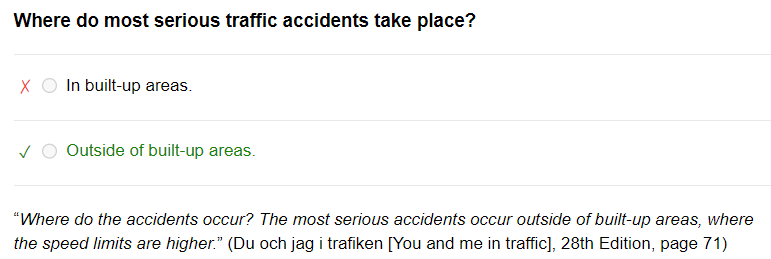 Where do most serious traffic accidents take place?
In built-up areas.
Outside of built-up areas.
“Where do the accidents occur? The most serious accidents occur outside of built-up areas, where
the speed limits are higher.” (Du och jag i trafiken [You and me in traffic], 28th Edition, page 71)